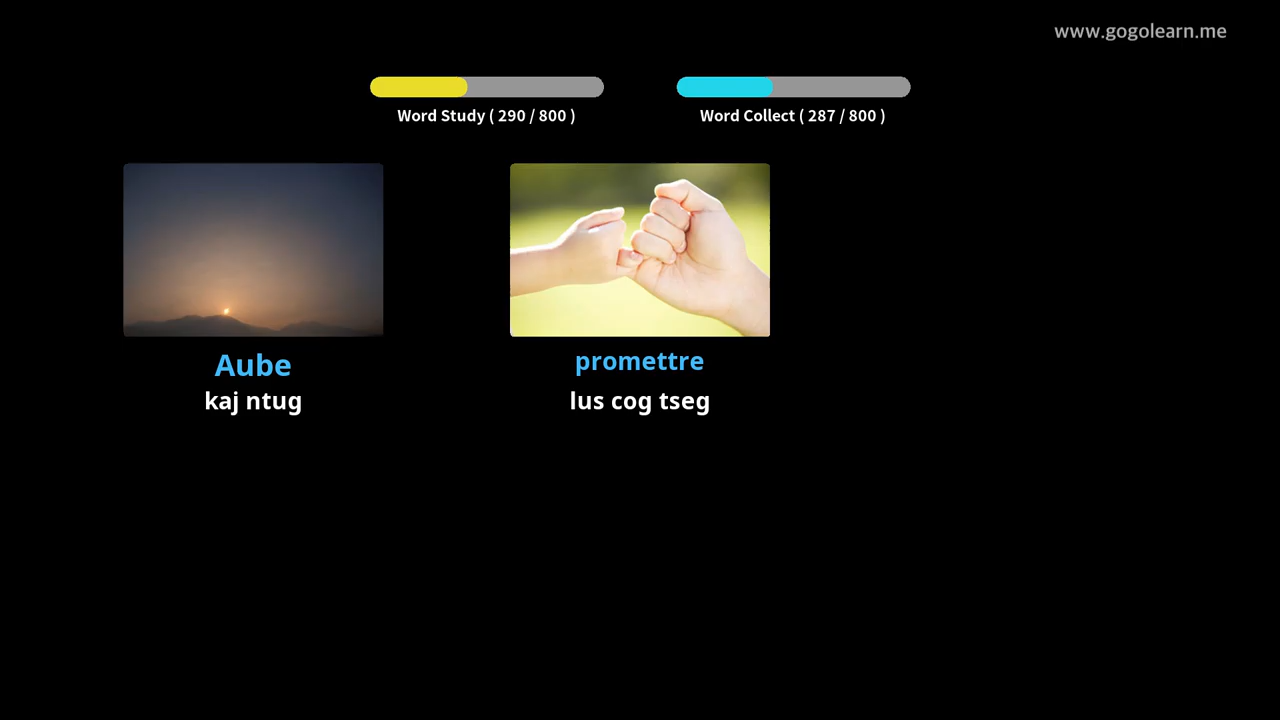 www.gogolearn.me
Word Study ( 290 / 800 )
Word Collect ( 287 / 800 )
Aube
kaj ntug
promettre
lus cog tseg